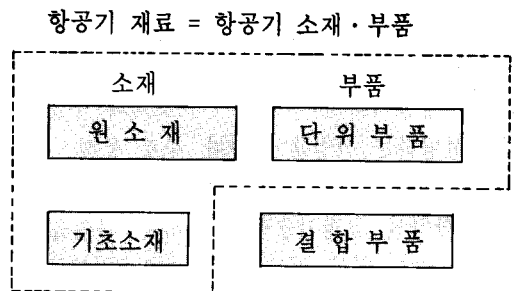 항공기 재료 = 항공기 소재·부품
소재 부품
원 소 재 단 위 부 품
기초소재 결 합 부 품